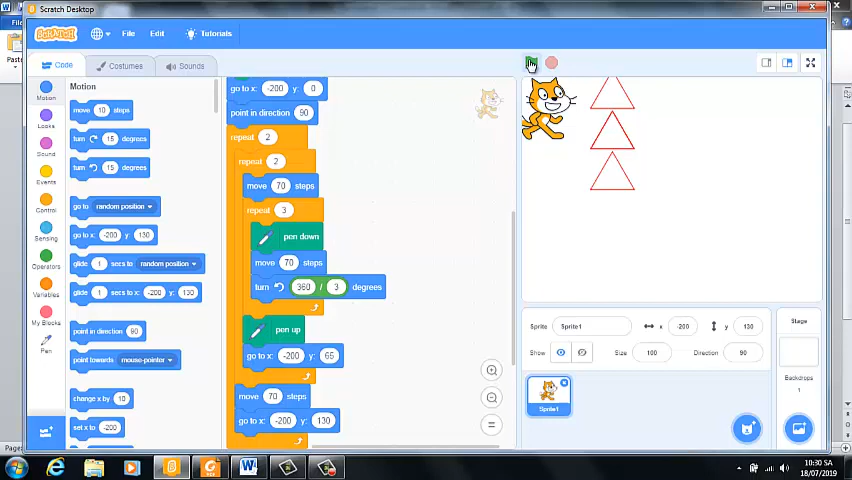 Scratch Desktop
SCRATCH
File
Edit
Tutorials
Code
Costumes
Sounds
Motion
Looks
Sound
Events
Control
Sensing
Operators
Variables
My Blocks
Pen
Motion
move 10 steps
turn 15 degrees
turn 15 degrees
go to random position
go to x: -200 y: 130
glide 1 secs to random position
glide 1 secs to x: -200 y: 130
point in direction 90
point towards mouse-pointer
change x by 10
set x to -200
go to x: -200 y: 0
point in direction 90
repeat 2
repeat 2
move 70 steps
repeat 3
pen down
move 70 steps
turn 360 / 3 degrees
pen up
go to x: -200 y: 65
move 70 steps
go to x: -200 y: 130
Sprite Sprite1 x -200 y 130
Show Size 100 Direction 90
Sprite1
Stage
Backdrops
1
10:30 SA
18/07/2019